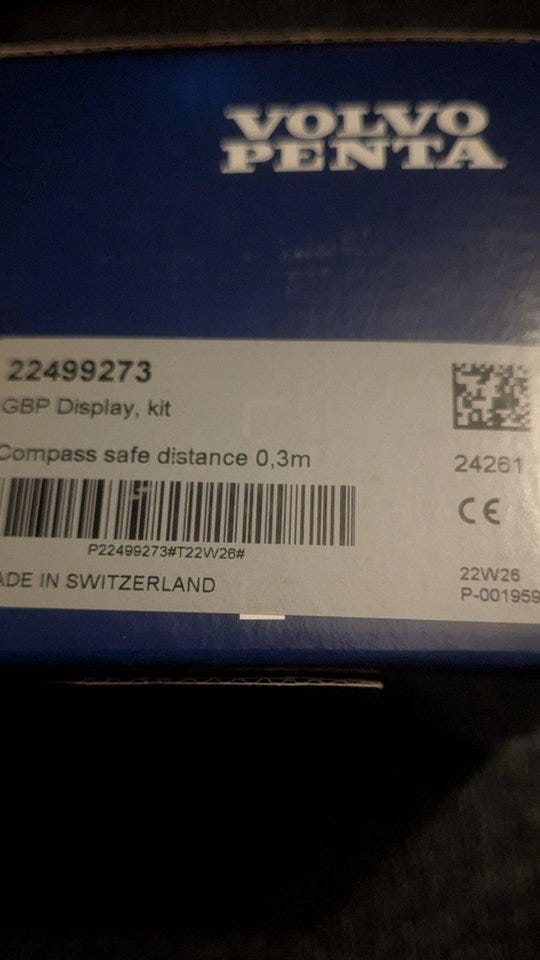 VOLVO
PENTA
22499273
GBP Display, kit
Compass safe distance 0,3m
24261
CE
P22499273#T22W26#
ADE IN SWITZERLAND
22W26
P-001959